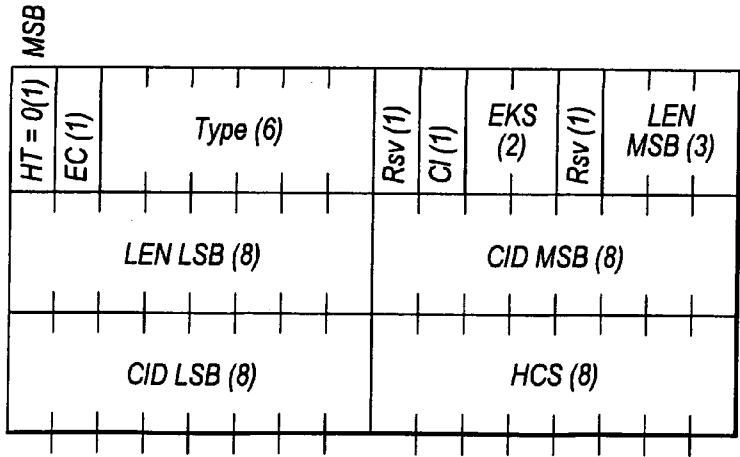 MSB
HT = 0(1)
EC (1)
Type (6)
Rsv (1)
CI (1)
EKS
(2)
Rsv (1)
LEN
MSB (3)
LEN LSB (8)
CID MSB (8)
CID LSB (8)
HCS (8)